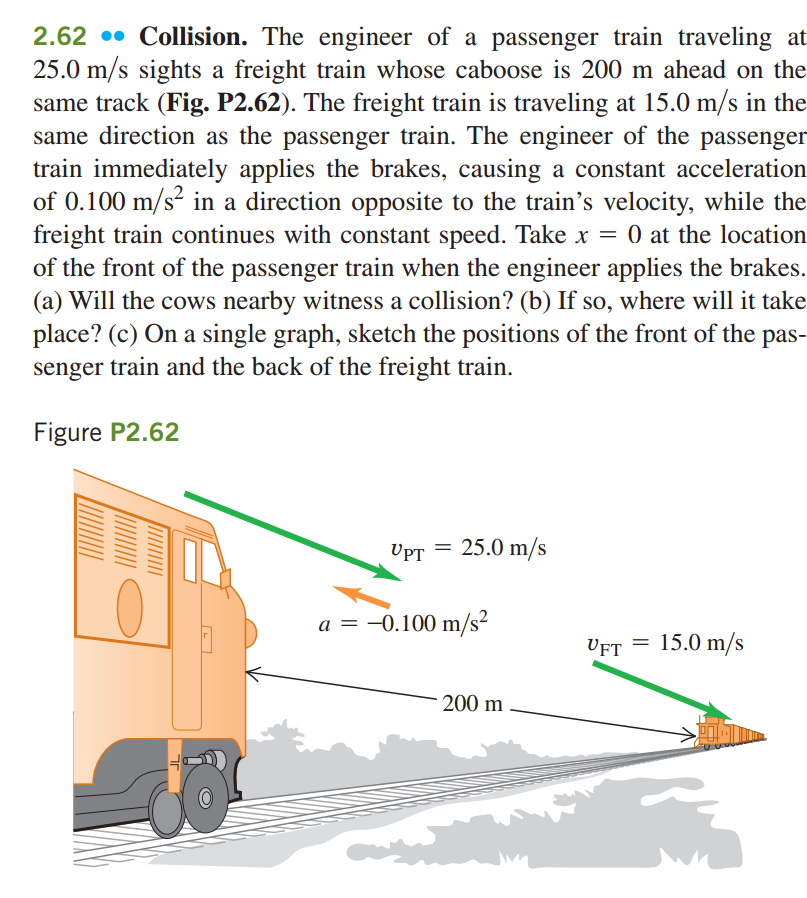 2.62 •• Collision. The engineer of a passenger train traveling at
25.0 m/s sights a freight train whose caboose is 200 m ahead on the
same track (Fig. P2.62). The freight train is traveling at 15.0 m/s in the
same direction as the passenger train. The engineer of the passenger
train immediately applies the brakes, causing a constant acceleration
of 0.100 m/s² in a direction opposite to the train's velocity, while the
freight train continues with constant speed. Take x = 0 at the location
of the front of the passenger train when the engineer applies the brakes.
(a) Will the cows nearby witness a collision? (b) If so, where will it take
place? (c) On a single graph, sketch the positions of the front of the pas-
senger train and the back of the freight train.
Figure P2.62
v_PT = 25.0 m/s
a = −0.100 m/s²
v_FT = 15.0 m/s
200 m